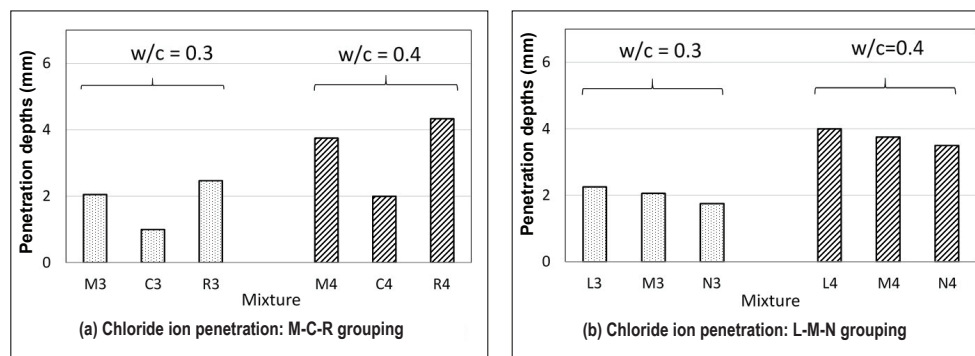 Penetration depths (mm)
6
4
2
0
w/c = 0.3
w/c = 0.4
M3 C3 R3 M4 C4 R4
Mixture
(a) Chloride ion penetration: M-C-R grouping
Penetration depths (mm)
6
4
2
0
w/c = 0.3
w/c=0.4
L3 M3 N3 L4 M4 N4
Mixture
(b) Chloride ion penetration: L-M-N grouping